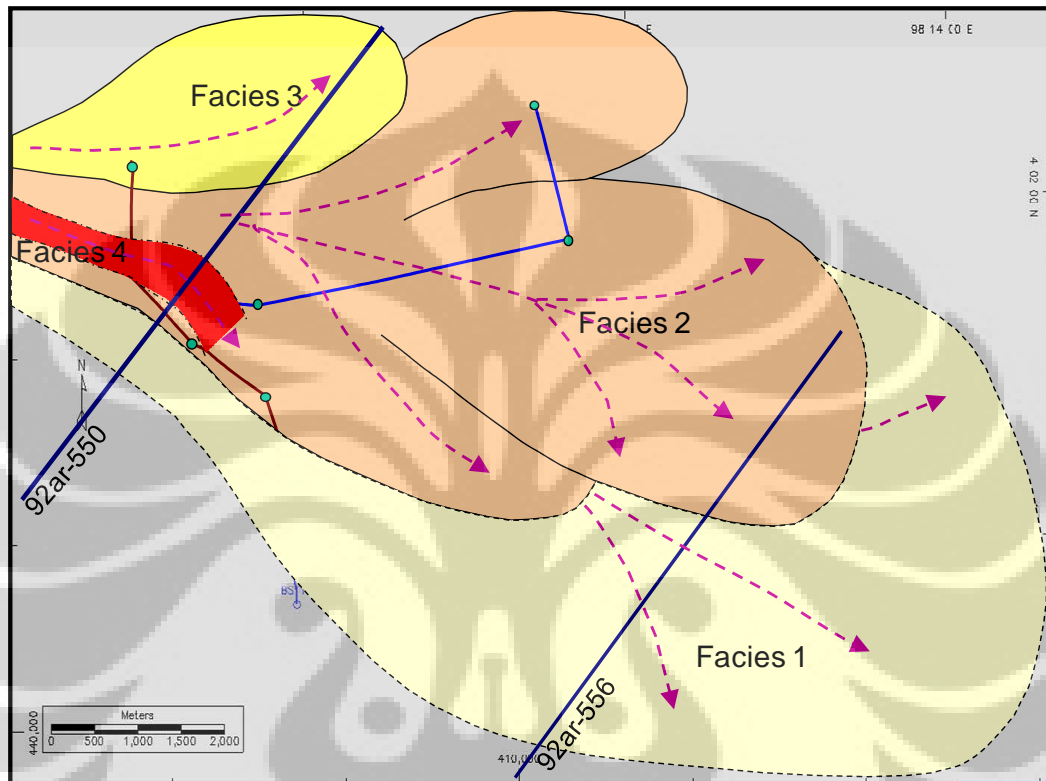 E
98 14 00 E
Facies 3
4 02 00 N
Facies 4
Facies 2
N
92ar-550
BS
Facies 1
92ar-556
Meters
0 500 1,000 1,500 2,000
440,000
410,000